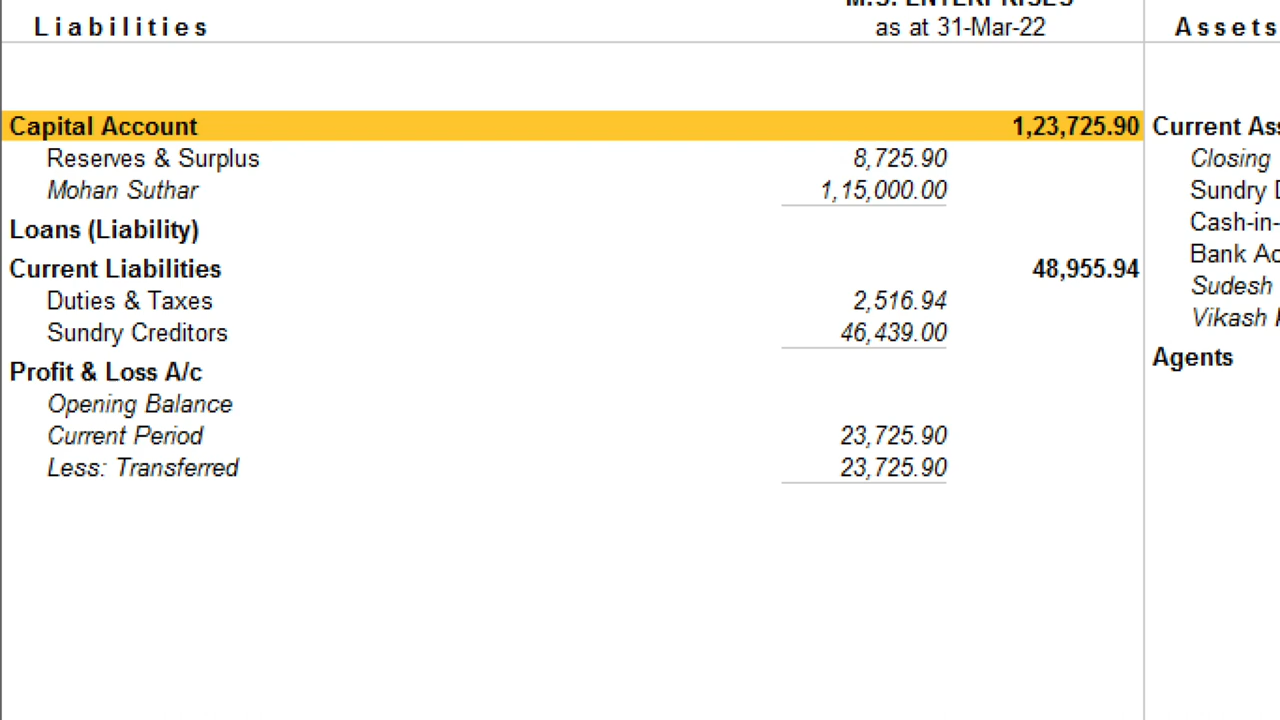 M.S. ENTERPRISES
Liabilities as at 31-Mar-22 Assets
Capital Account 1,23,725.90
Reserves & Surplus 8,725.90
Mohan Suthar 1,15,000.00
Loans (Liability)
Current Liabilities 48,955.94
Duties & Taxes 2,516.94
Sundry Creditors 46,439.00
Profit & Loss A/c
Opening Balance
Current Period 23,725.90
Less: Transferred 23,725.90
Current
Closing
Sundry
Cash-in-
Bank
Sudesh
Vikash
Agents